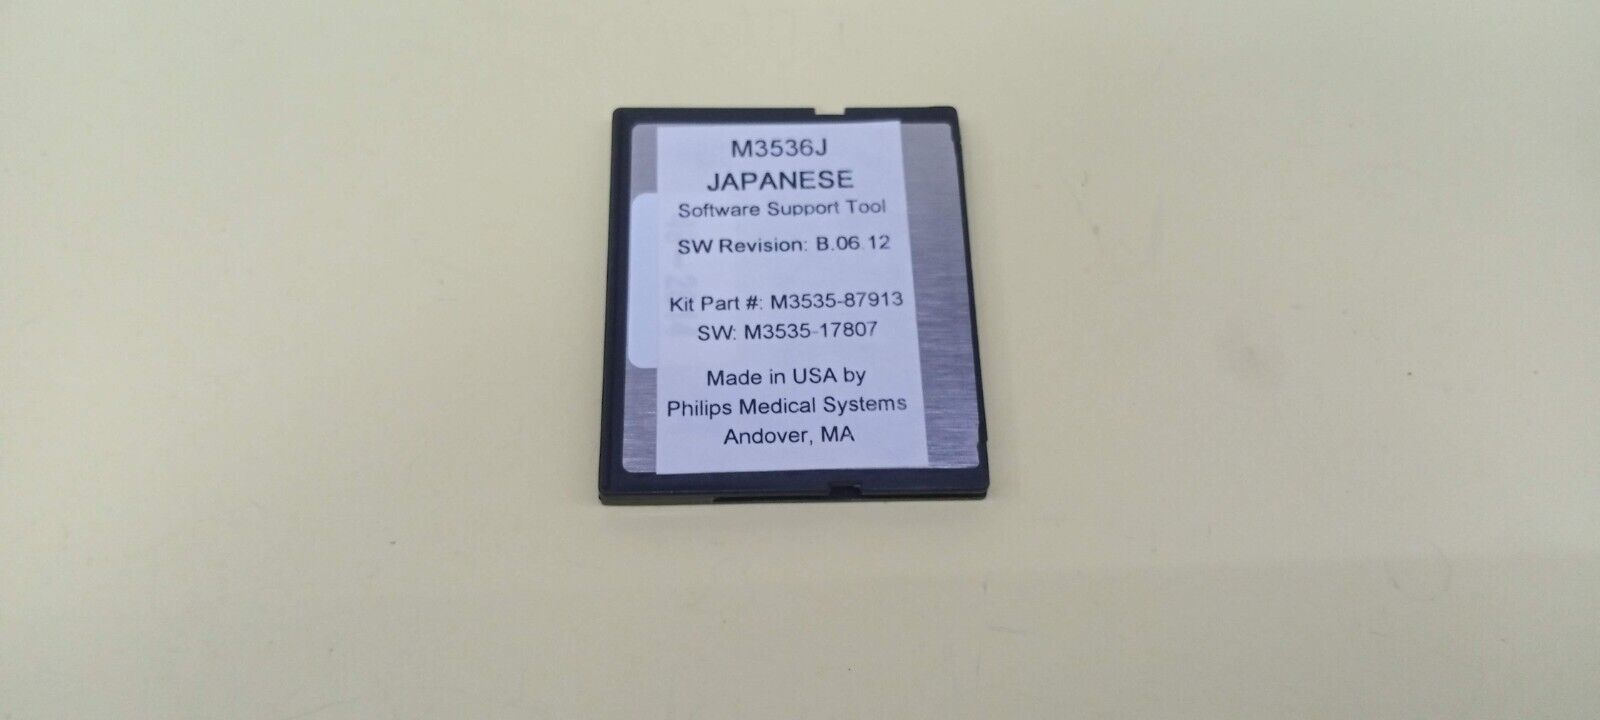 M3536J
JAPANESE
Software Support Tool
SW Revision: B.06.12
Kit Part #: M3535-87913
SW: M3535-17807
Made in USA by
Philips Medical Systems
Andover, MA